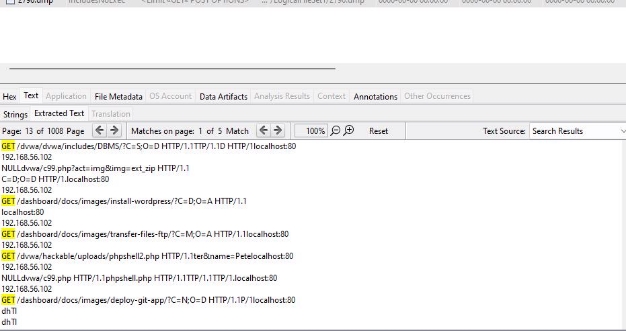 2796.dmp IncludesNoExec <Limit <GET> POST OPTIONS> ... /LogicalFileSet7/2796.dmp 0000-00-00 00:00:00 0000-00-00 00:00:00 0000-00-00 00:00:00
Hex Text Application File Metadata OS Account Data Artifacts Analysis Results Context Annotations Other Occurrences
Strings Extracted Text Translation
Page: 13 of 1008 Page Matches on page: 1 of 5 Match 100% Reset Text Source: Search Results
GET /dvwa/dvwa/includes/DBMS/?C=S;O=D HTTP/1.1TTP/1.1D HTTP/1localhost:80
192.168.56.102
NULLdvwa/c99.php?act=img&img=ext_zip HTTP/1.1
C=D;O=D HTTP/1.localhost:80
192.168.56.102
GET /dashboard/docs/images/install-wordpress/?C=D;O=A HTTP/1.1
localhost:80
192.168.56.102
GET /dashboard/docs/images/transfer-files-ftp/?C=M;O=A HTTP/1.1localhost:80
192.168.56.102
GET /dvwa/hackable/uploads/phpshell2.php HTTP/1.1ter&name=Petelocalhost:80
192.168.56.102
NULLdvwa/c99.php HTTP/1.1phpshell.php HTTP/1.1TTP/1.1TTP/1.localhost:80
192.168.56.102
GET /dashboard/docs/images/deploy-git-app/?C=N;O=D HTTP/1.1P/1localhost:80
dhTl
dhTl